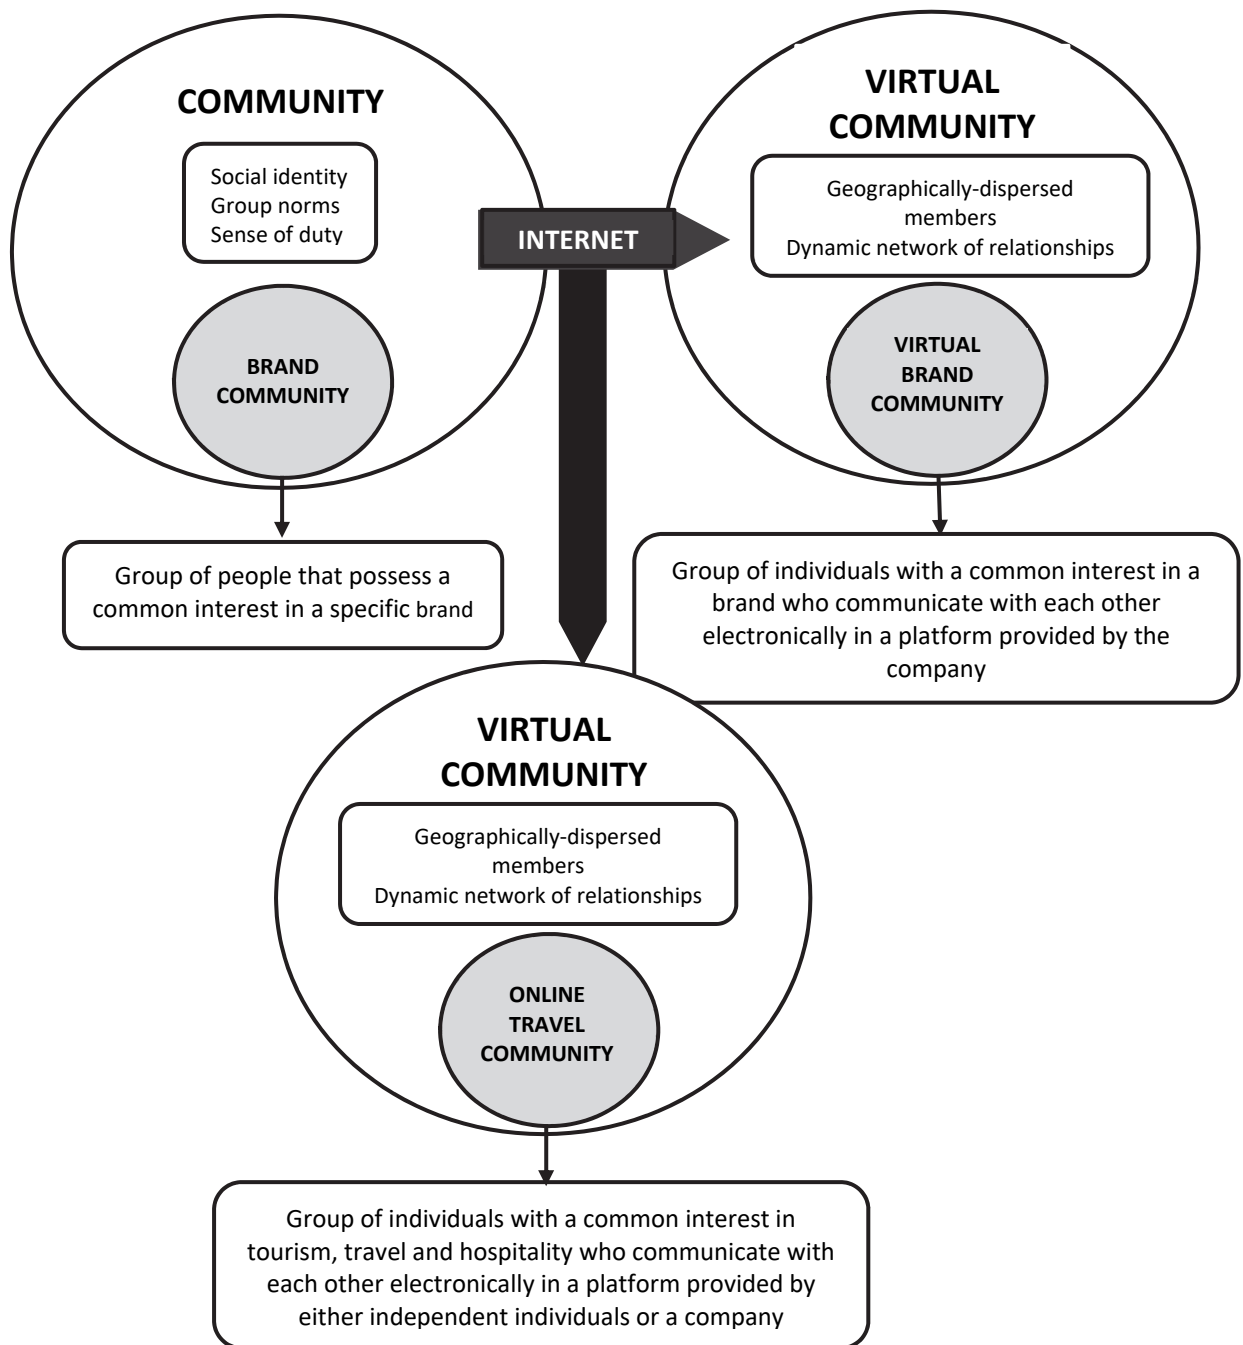 COMMUNITY
Social identity
Group norms
Sense of duty
BRAND
COMMUNITY
Group of people that possess a
common interest in a specific brand
INTERNET
VIRTUAL
COMMUNITY
Geographically-dispersed
members
Dynamic network of relationships
VIRTUAL
BRAND
COMMUNITY
Group of individuals with a common interest in a
brand who communicate with each other
electronically in a platform provided by the
company
VIRTUAL
COMMUNITY
Geographically-dispersed
members
Dynamic network of relationships
ONLINE
TRAVEL
COMMUNITY
Group of individuals with a common interest in
tourism, travel and hospitality who communicate with
each other electronically in a platform provided by
either independent individuals or a company